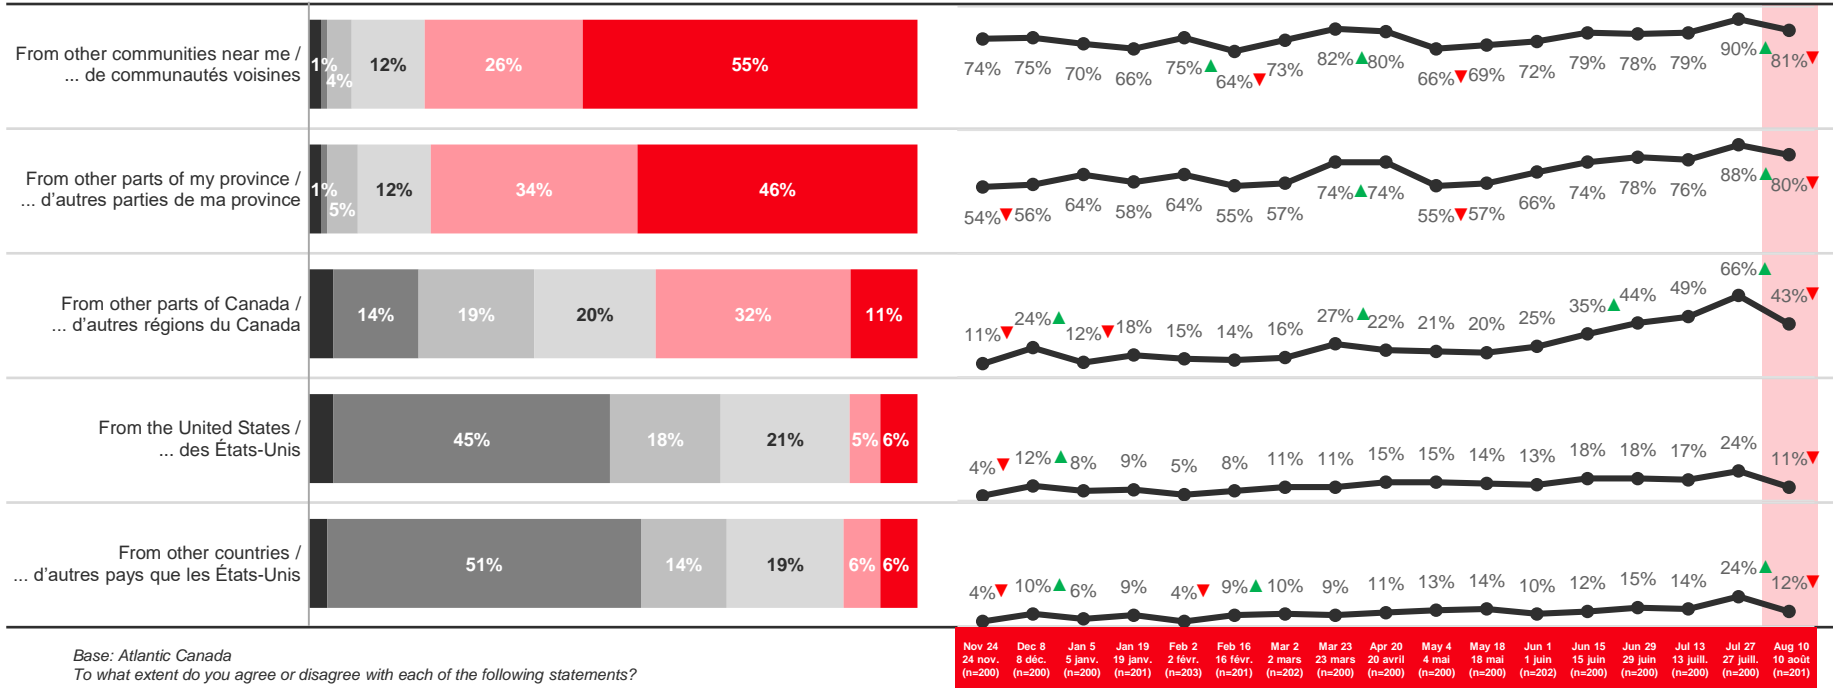 From other communities near me /
... de communautés voisines
1%
4%
12%
26%
55%
74% 75% 70% 66% 75% 64% 73% 82% 80% 66% 69% 72% 79% 78% 79% 90% 81%
From other parts of my province /
... d'autres parties de ma province
1%
5%
12%
34%
46%
54% 56% 64% 58% 64% 55% 57% 74% 74% 55% 57% 66% 74% 78% 76% 88% 80%
From other parts of Canada /
... d'autres régions du Canada
14%
19%
20%
32%
11%
11% 24% 12% 18% 15% 14% 16% 27% 22% 21% 20% 25% 35% 44% 49% 66% 43%
From the United States /
... des États-Unis
45%
18%
21%
5%
6%
4% 12% 8% 9% 5% 8% 11% 11% 15% 15% 14% 13% 18% 18% 17% 24% 11%
From other countries /
... d'autres pays que les États-Unis
51%
14%
19%
6%
6%
4% 10% 6% 9% 4% 9% 10% 9% 11% 13% 14% 10% 12% 15% 14% 24% 12%
Nov 24 Dec 8 Jan 5 Jan 19 Feb 2 Feb 16 Mar 2 Mar 23 Apr 20 May 4 May 18 Jun 1 Jun 15 Jun 29 Jul 13 Jul 27 Aug 10
24 nov. 8 déc. 5 janv. 19 janv. 2 févr. 16 févr. 2 mars 23 mars 20 avril 4 mai 18 mai 1 juin 15 juin 29 juin 13 juill. 27 juill. 10 août
(n=200) (n=200) (n=200) (n=201) (n=203) (n=201) (n=202) (n=200) (n=200) (n=200) (n=200) (n=202) (n=200) (n=200) (n=200) (n=200) (n=201)
Base: Atlantic Canada
To what extent do you agree or disagree with each of the following statements?